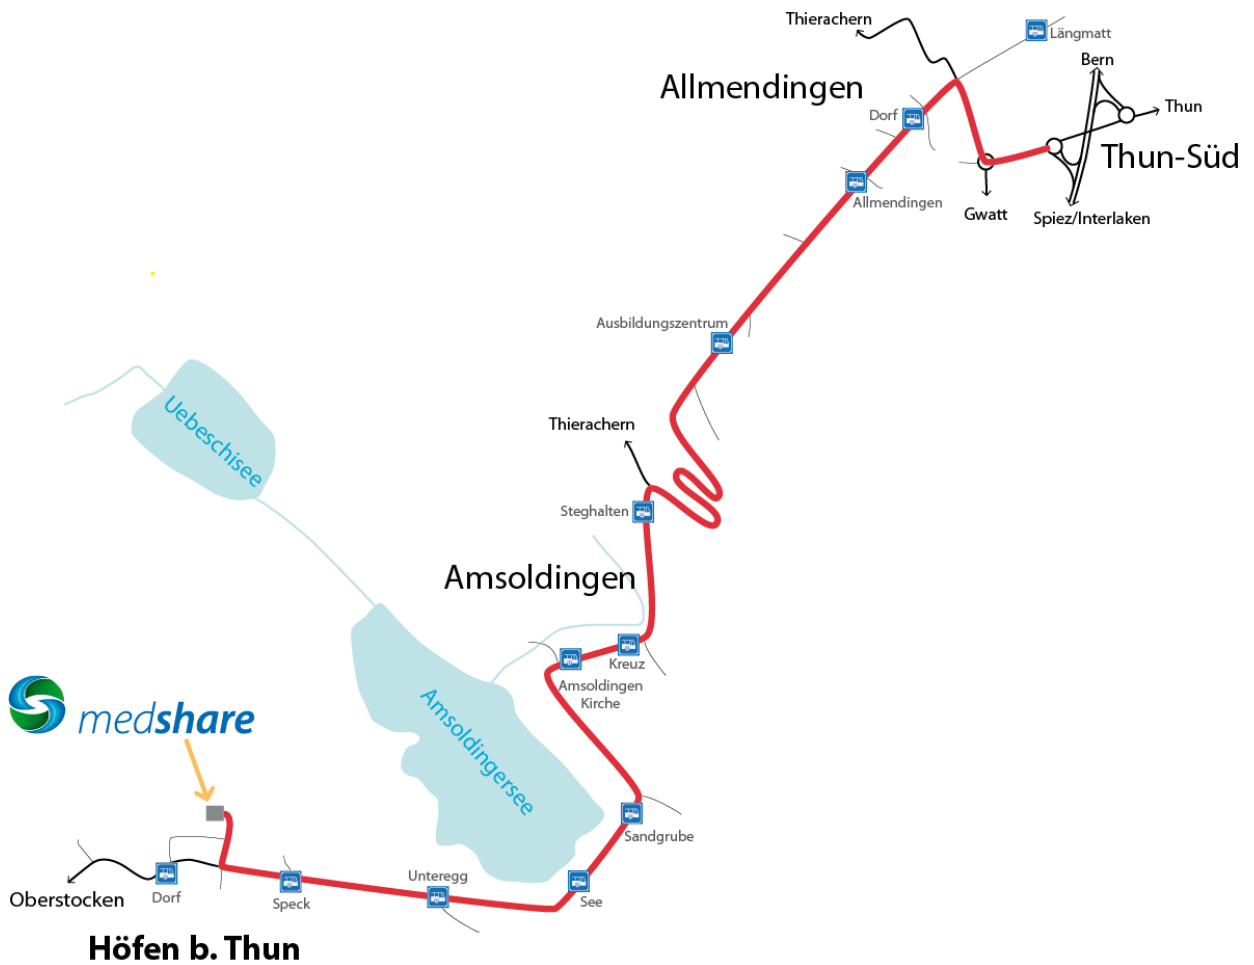 Thierachern
Längmatt
Bern
Allmendingen
Dorf
Thun
Thun-Süd
Allmendingen
Gwatt
Spiez/Interlaken
Ausbildungszentrum
Uebeschisee
Thierachern
Steghalten
Amsoldingen
Kreuz
Amsoldingen
Kirche
medshare
Amsoldingersee
Sandgrube
Unteregg
Oberstocken
Dorf
Speck
See
Höfen b. Thun